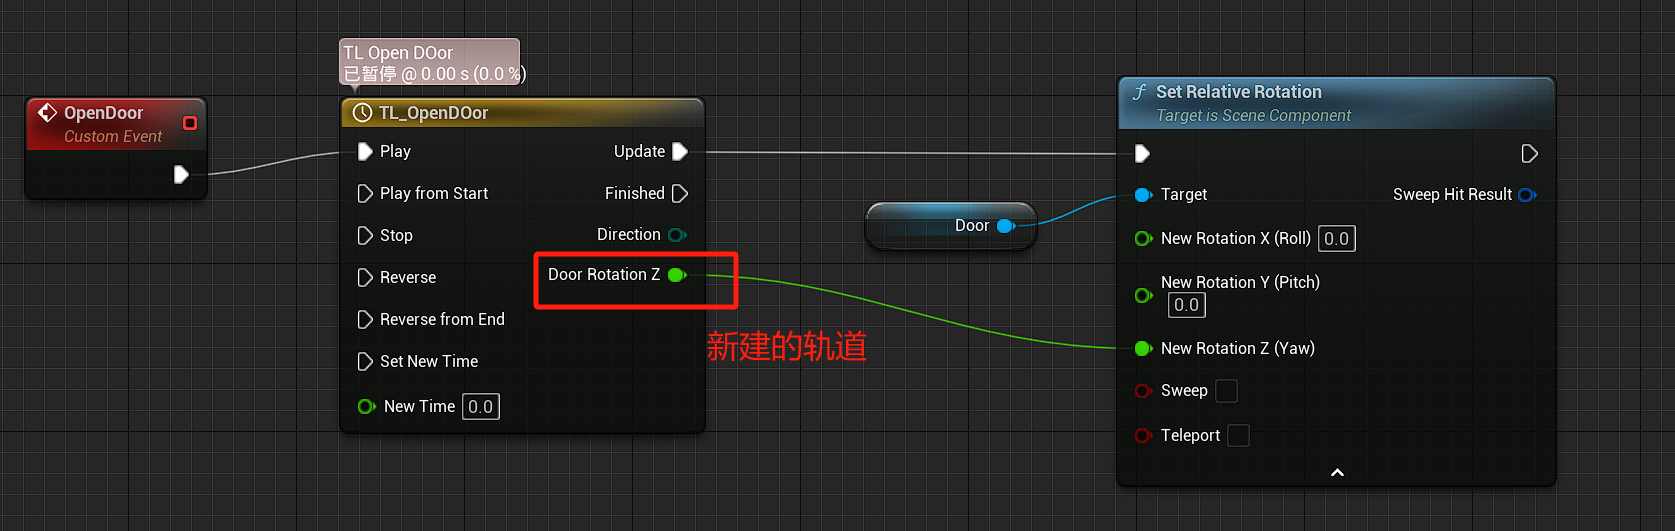 TL Open DOor
已暂停 @ 0.00 s (0.0 %)
OpenDoor
Custom Event
TL_OpenDOor
Play
Update
Play from Start
Finished
Stop
Direction
Reverse
Door Rotation Z
Reverse from End
Set New Time
New Time 0.0
新建的轨道
Door
Set Relative Rotation
Target is Scene Component
Target
Sweep Hit Result
New Rotation X (Roll) 0.0
New Rotation Y (Pitch)
0.0
New Rotation Z (Yaw)
Sweep
Teleport